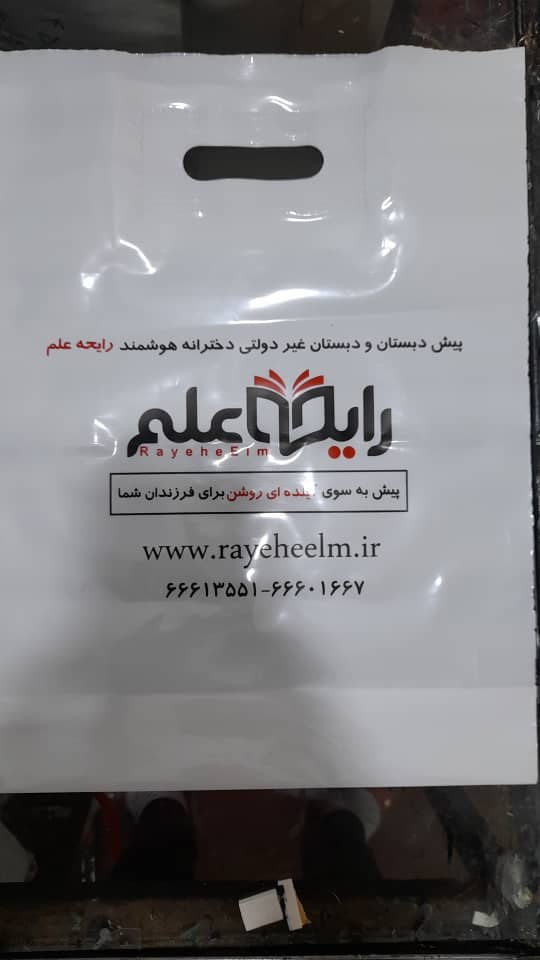 پیش دبستان و دبستان غیر دولتی دخترانه هوشمند رایحه علم
رایحه علم
RayeheElm
پیش به سوی آینده ای روشن برای فرزندان شما
www.rayeheelm.ir
۶۶۶۱۳۵۵۱-۶۶۶۰۱۶۶۷